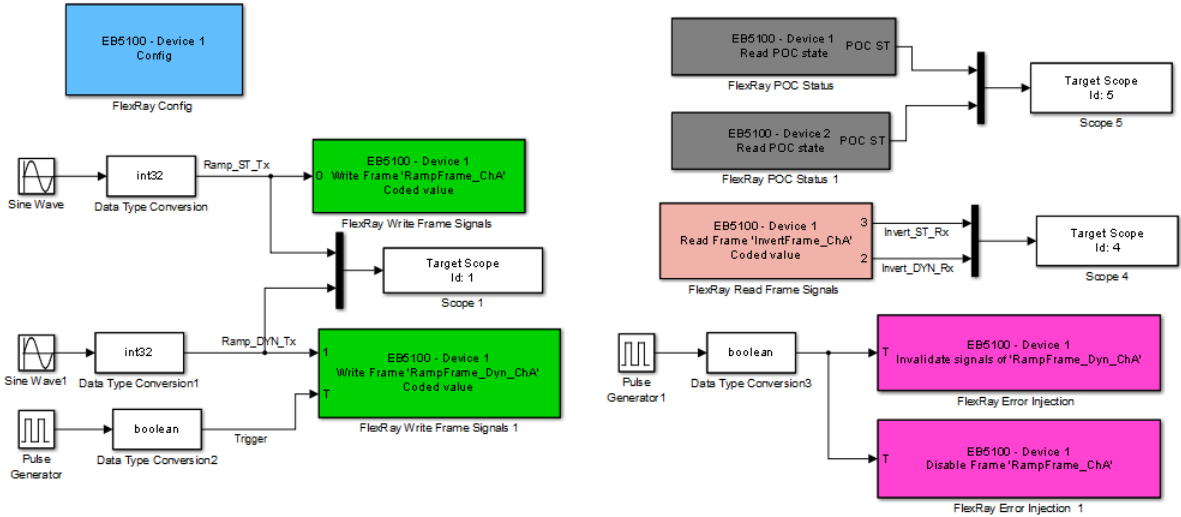 EB5100 - Device 1
Config
FlexRay Config
Sine Wave
int32
Data Type Conversion
Ramp_ST_Tx
0
EB5100 - Device 1
Write Frame 'RampFrame_ChA'
Coded value
FlexRay Write Frame Signals
Target Scope
Id: 1
Scope 1
Sine Wave1
int32
Data Type Conversion1
Ramp_DYN_Tx
1
T
EB5100 - Device 1
Write Frame 'RampFrame_Dyn_ChA'
Coded value
FlexRay Write Frame Signals 1
Pulse
Generator
boolean
Data Type Conversion2
Trigger
EB5100 - Device 1
Read POC state
POC ST
FlexRay POC Status
EB5100 - Device 2
Read POC state
POC ST
FlexRay POC Status 1
Target Scope
Id: 5
Scope 5
EB5100 - Device 1
Read Frame 'InvertFrame_ChA'
Coded value
3
2
FlexRay Read Frame Signals
Invert_ST_Rx
Invert_DYN_Rx
Target Scope
Id: 4
Scope 4
Pulse
Generator1
boolean
Data Type Conversion3
T
EB5100 - Device 1
Invalidate signals of 'RampFrame_Dyn_ChA'
FlexRay Error Injection
T
EB5100 - Device 1
Disable Frame 'RampFrame_ChA'
FlexRay Error Injection 1